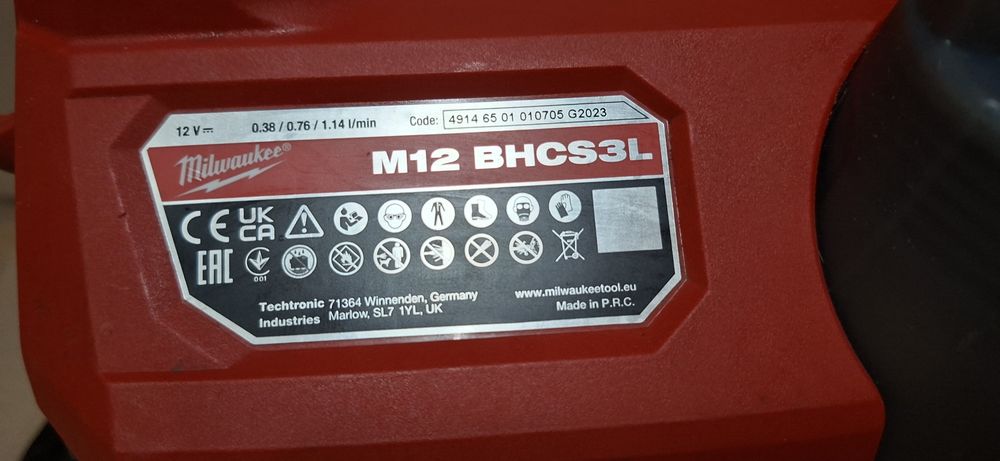 12 V 0.38 / 0.76 / 1.14 l/min Code: 4914 65 01 010705 G2023
Milwaukee®
M12 BHCS3L
CE UK CA
EAC
001
Techtronic 71364 Winnenden, Germany
Industries Marlow, SL7 1YL, UK
www.milwaukeetool.eu
Made in P.R.C.